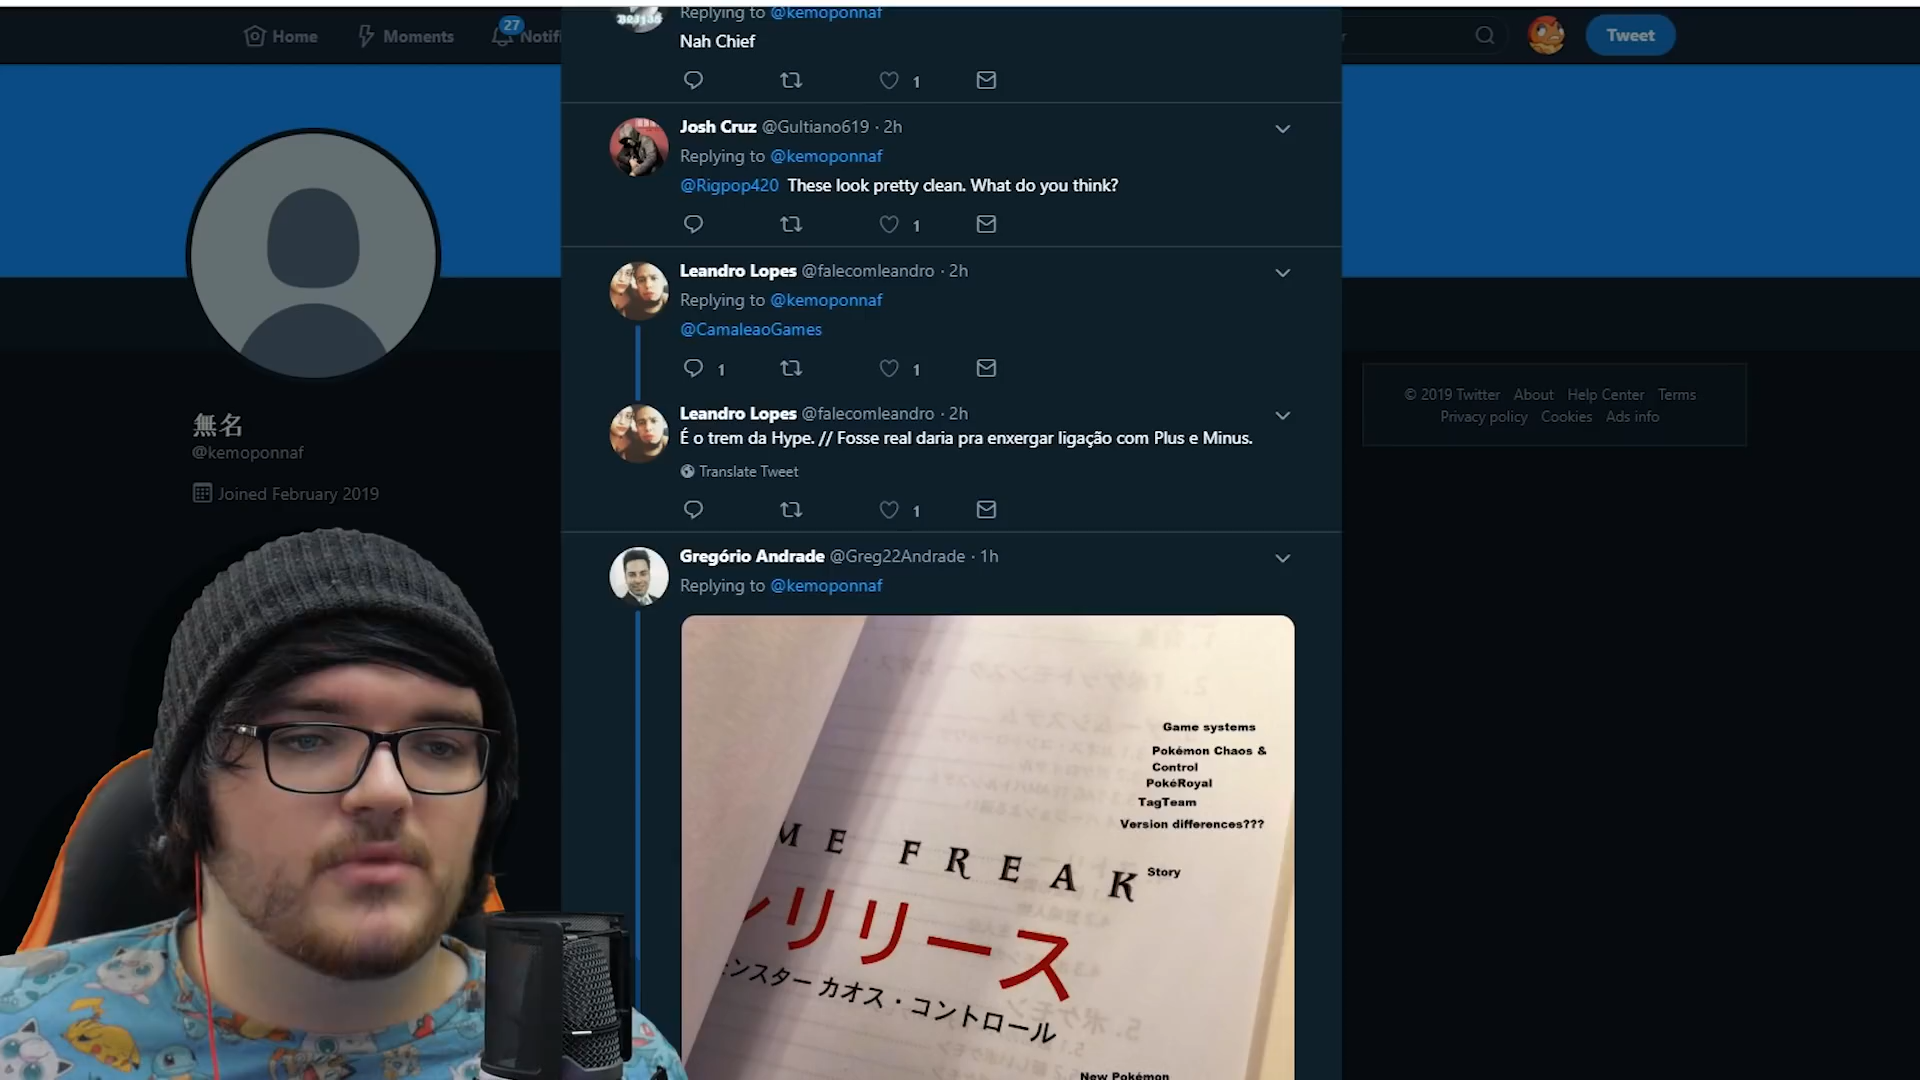 Home
Moments
27
Notifi
Tweet
Replying to @kemoponnaf
Nah Chief
1
Josh Cruz @Gultiano619 · 2h
Replying to @kemoponnaf
@Rigpop420 These look pretty clean. What do you think?
1
Leandro Lopes @falecomleandro · 2h
Replying to @kemoponnaf
@CamaleaoGames
1 1
Leandro Lopes @falecomleandro · 2h
É o trem da Hype. // Fosse real daria pra enxergar ligação com Plus e Minus.
Translate Tweet
1
Gregório Andrade @Greg22Andrade · 1h
Replying to @kemoponnaf
Game systems
Pokémon Chaos &
Control
PokéRoyal
TagTeam
Version differences???
ME FREAK
Story
リリース
ンスター カオス・コントロール
New Pokémon
無名
@kemoponnaf
Joined February 2019
© 2019 Twitter About Help Center Terms
Privacy policy Cookies Ads info